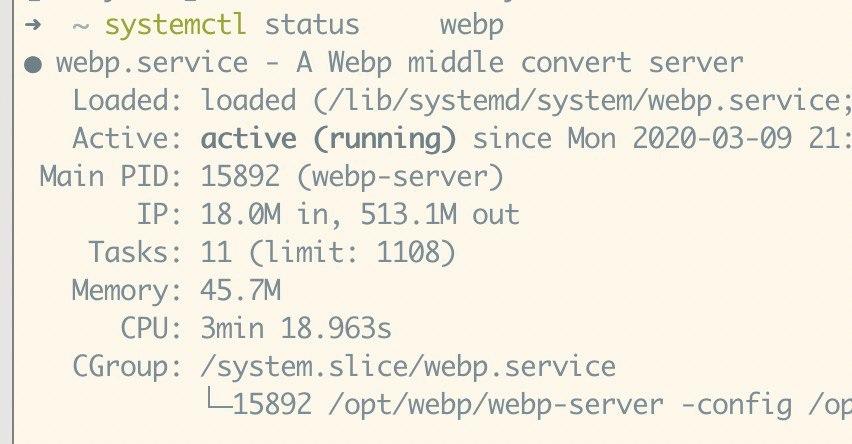 ➜ ~ systemctl status webp
● webp.service - A Webp middle convert server
Loaded: loaded (/lib/systemd/system/webp.service;
Active: active (running) since Mon 2020-03-09 21:
Main PID: 15892 (webp-server)
IP: 18.0M in, 513.1M out
Tasks: 11 (limit: 1108)
Memory: 45.7M
CPU: 3min 18.963s
CGroup: /system.slice/webp.service
└─15892 /opt/webp/webp-server -config /op